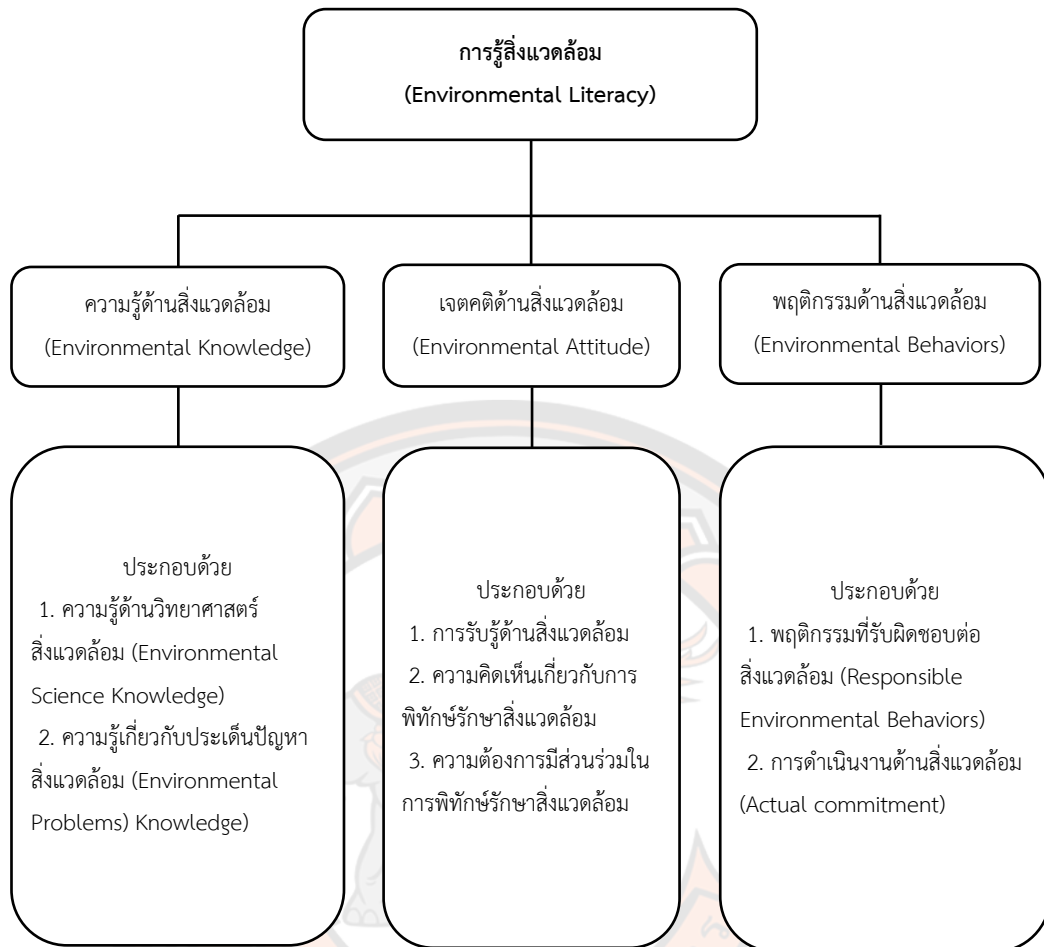 การรู้สิ่งแวดล้อม
(Environmental Literacy)
ความรู้ด้านสิ่งแวดล้อม
(Environmental Knowledge)
เจตคติด้านสิ่งแวดล้อม
(Environmental Attitude)
พฤติกรรมด้านสิ่งแวดล้อม
(Environmental Behaviors)
ประกอบด้วย
1. ความรู้ด้านวิทยาศาสตร์
สิ่งแวดล้อม (Environmental
Science Knowledge)
2. ความรู้เกี่ยวกับประเด็นปัญหา
สิ่งแวดล้อม (Environmental
Problems) Knowledge)
ประกอบด้วย
1. การรับรู้ด้านสิ่งแวดล้อม
2. ความคิดเห็นเกี่ยวกับการ
พิทักษ์รักษาสิ่งแวดล้อม
3. ความต้องการมีส่วนร่วมใน
การพิทักษ์รักษาสิ่งแวดล้อม
ประกอบด้วย
1. พฤติกรรมที่รับผิดชอบต่อ
สิ่งแวดล้อม (Responsible
Environmental Behaviors)
2. การดำเนินงานด้านสิ่งแวดล้อม
(Actual commitment)